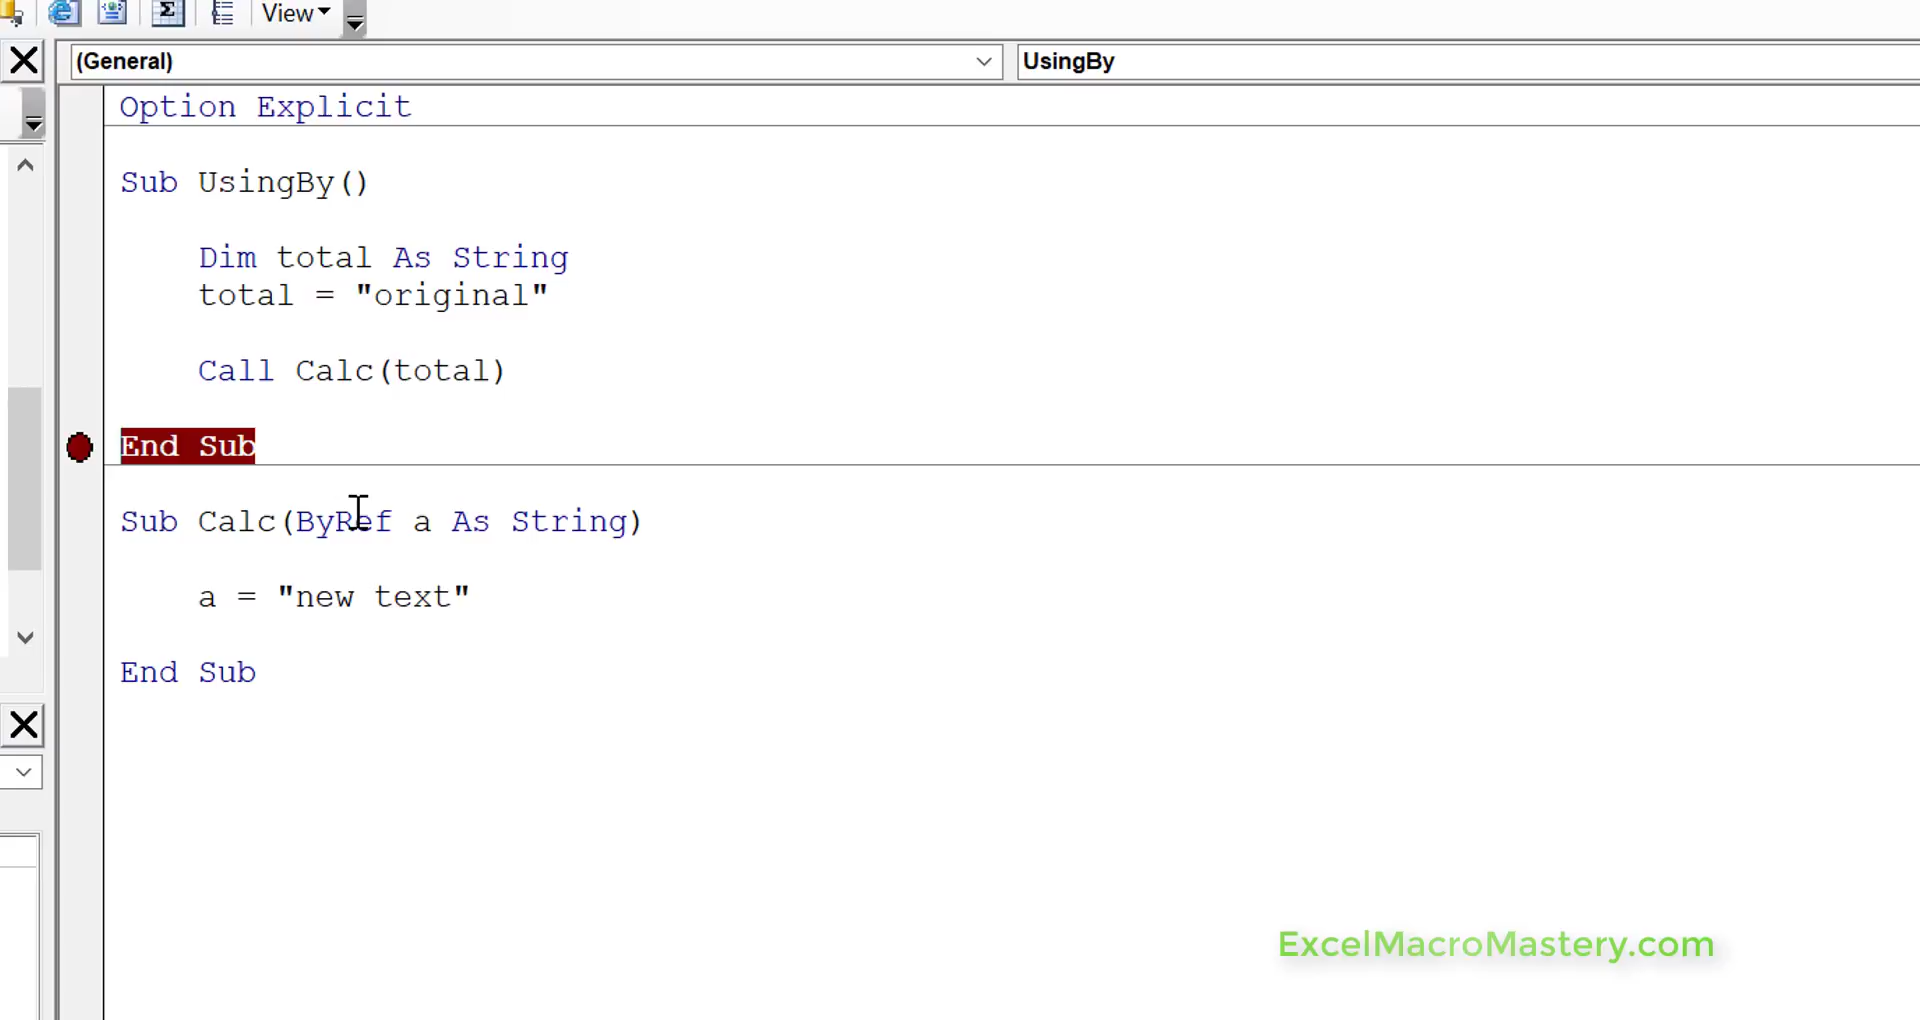 View
(General)
UsingBy
Option Explicit
Sub UsingBy()
Dim total As String
total = "original"
Call Calc(total)
End Sub
Sub Calc(ByRef a As String)
a = "new text"
End Sub
ExcelMacroMastery.com